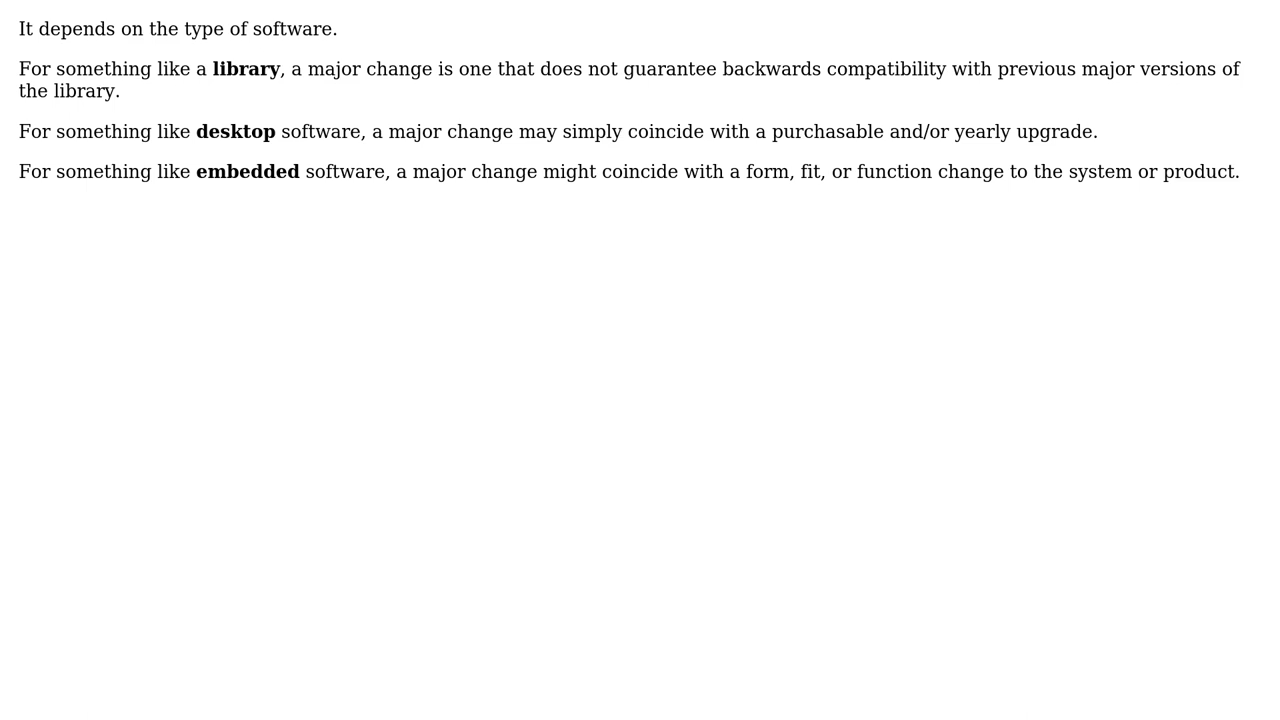 It depends on the type of software.
For something like a library, a major change is one that does not guarantee backwards compatibility with previous major versions of
the library.
For something like desktop software, a major change may simply coincide with a purchasable and/or yearly upgrade.
For something like embedded software, a major change might coincide with a form, fit, or function change to the system or product.